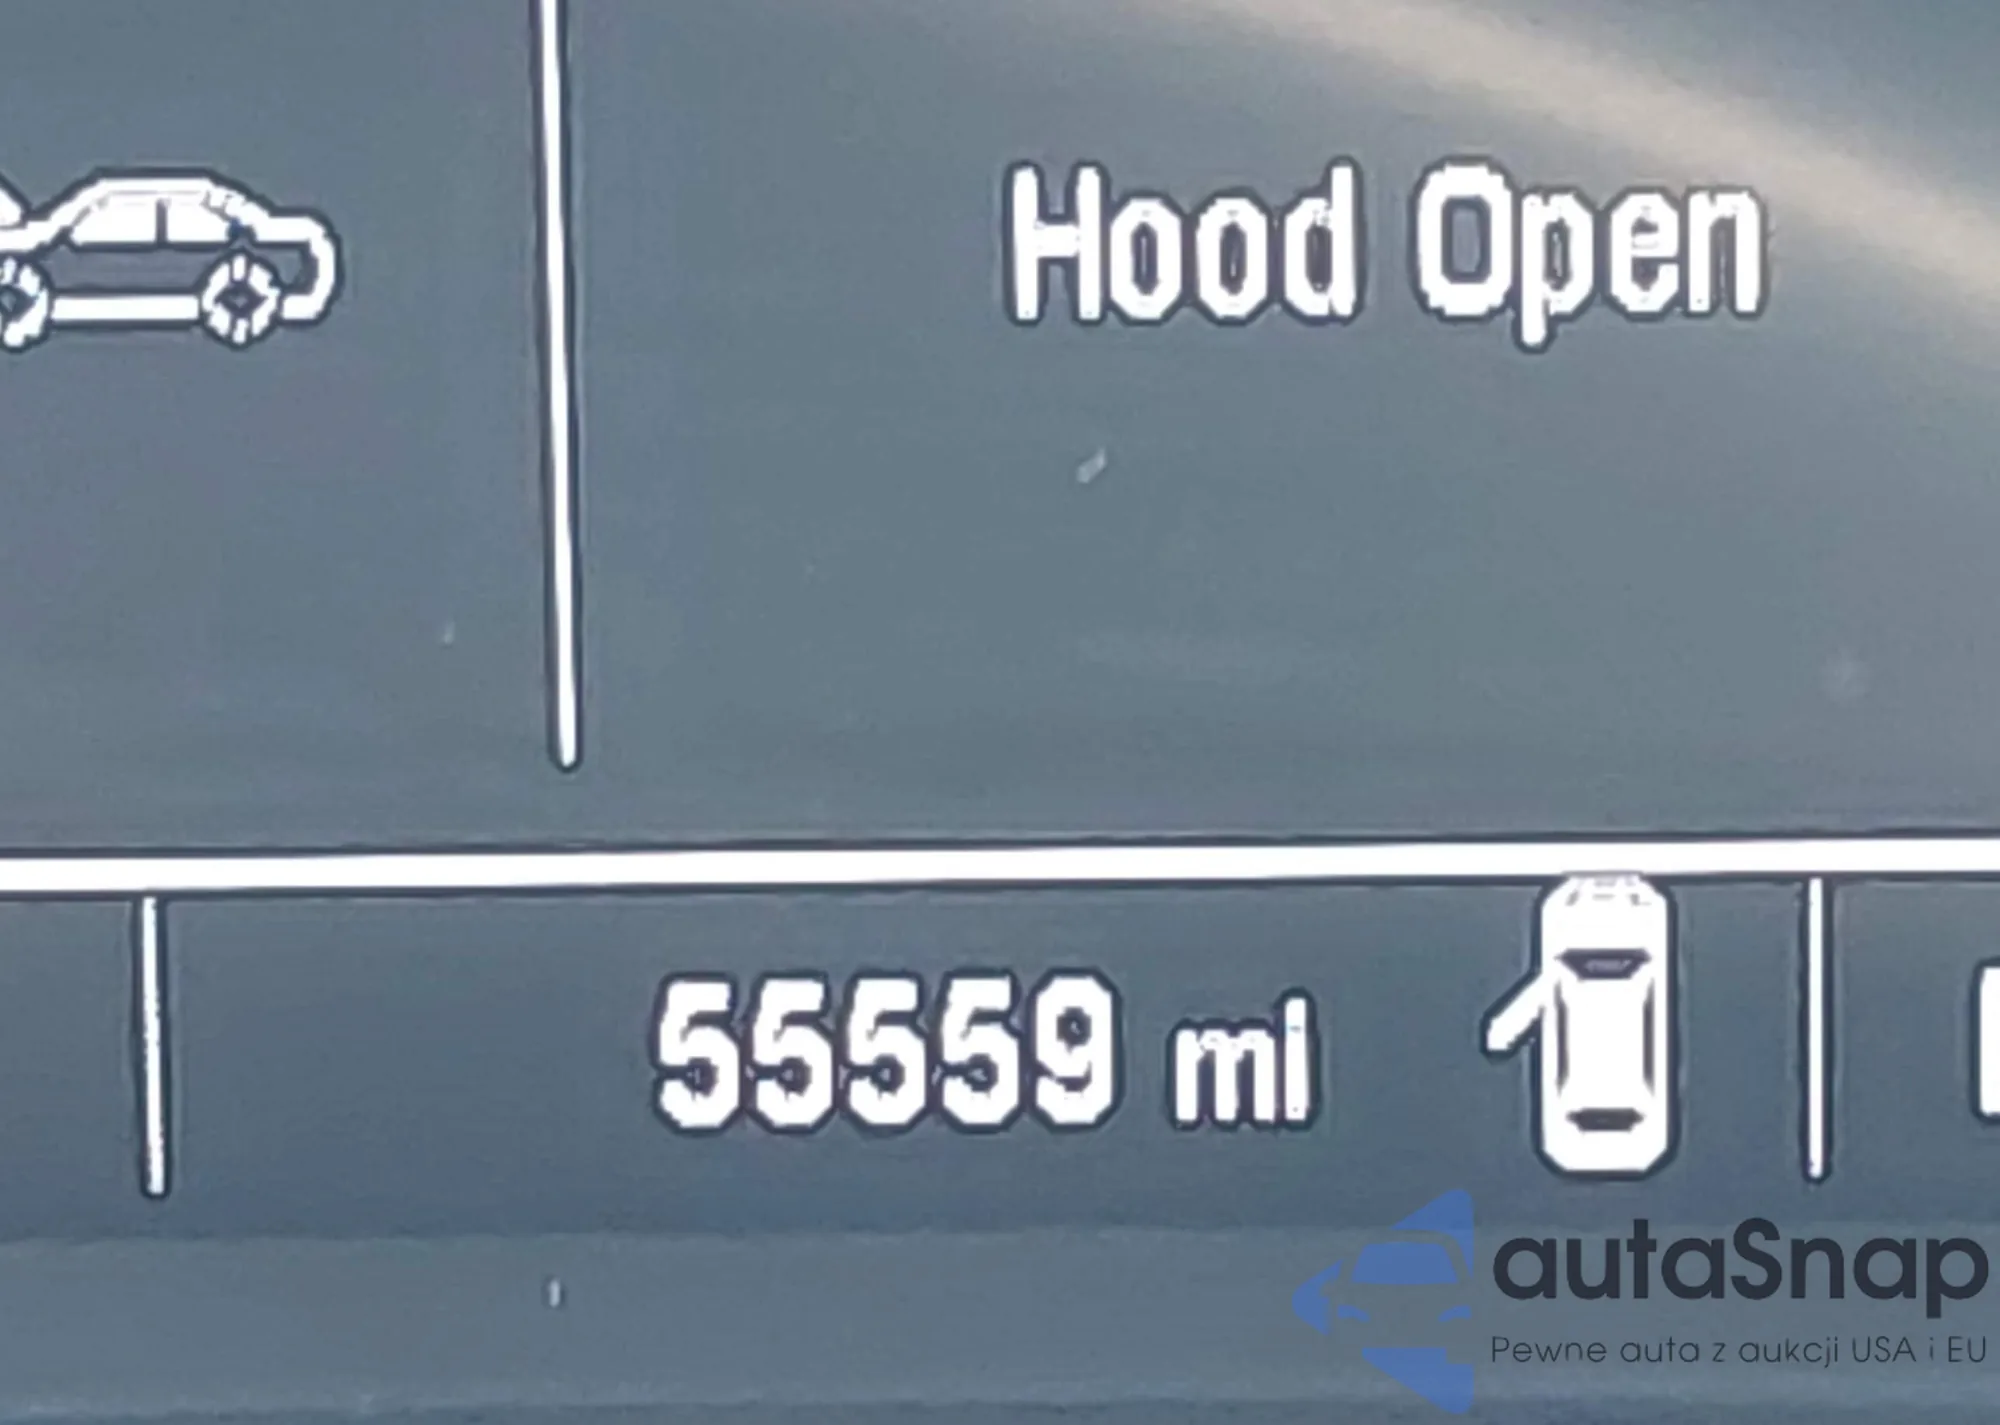 Hood Open
55559 mi
autaSnap
Pewne auta z aukcji USA i EU